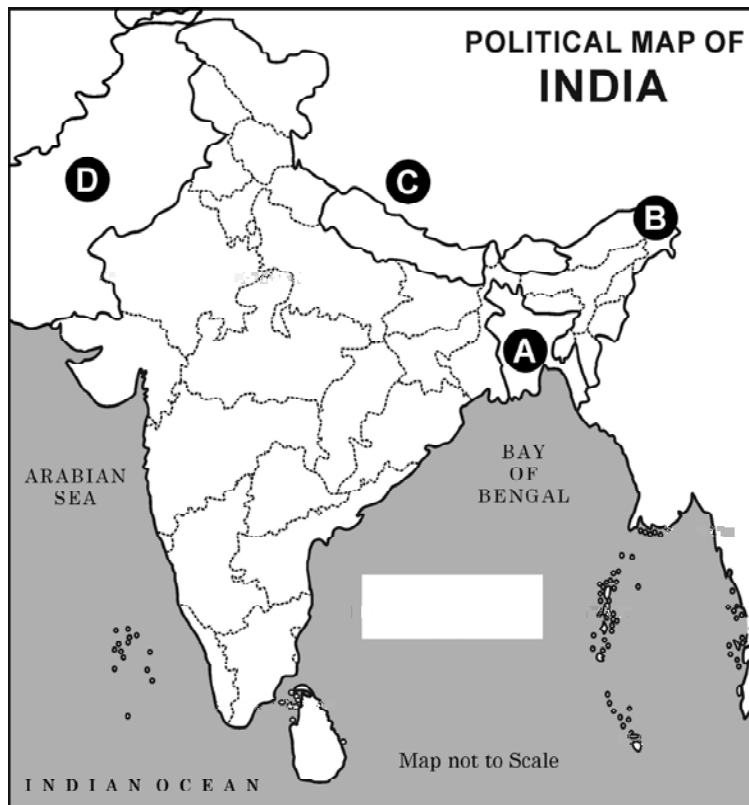 POLITICAL MAP OF
INDIA
D
C
B
A
ARABIAN
SEA
BAY
OF
BENGAL
Map not to Scale
INDIAN OCEAN